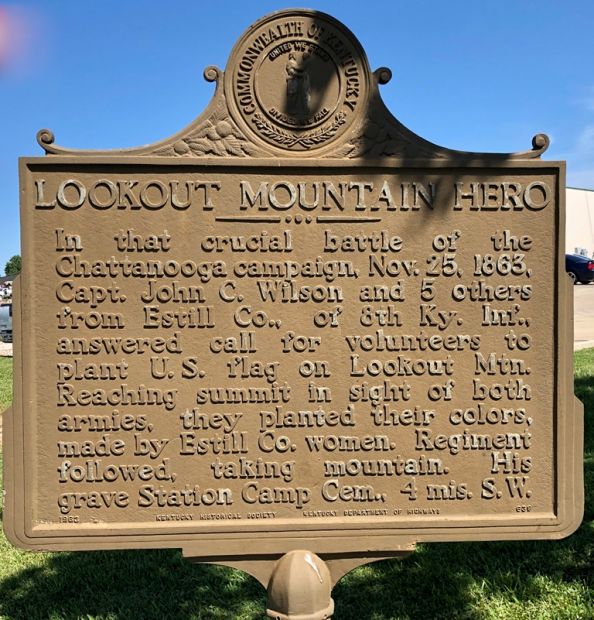 COMMONWEALTH OF KENTUCKY
UNITED WE STAND
DIVIDED WE FALL
LOOKOUT MOUNTAIN HERO
In that crucial battle of the
Chattanooga campaign, Nov. 25, 1863,
Capt. John C. Wilson and 5 others
from Estill Co., of 8th Ky. Inf.,
answered call for volunteers to
plant U.S. flag on Lookout Mtn.
Reaching summit in sight of both
armies, they planted their colors,
made by Estill Co. women. Regiment
followed, taking mountain. His
grave Station Camp Cem., 4 mis. S.W.
1963 KENTUCKY HISTORICAL SOCIETY KENTUCKY DEPARTMENT OF HIGHWAYS 639